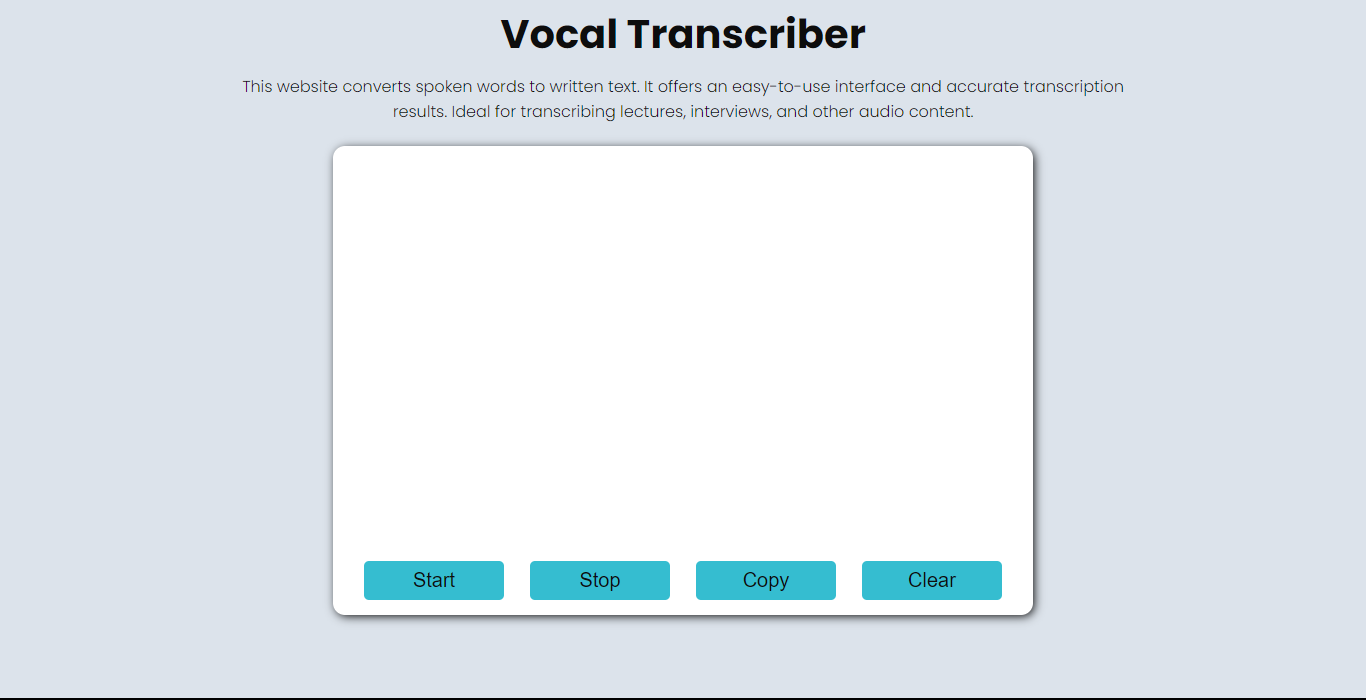 Vocal Transcriber
This website converts spoken words to written text. It offers an easy-to-use interface and accurate transcription
results. Ideal for transcribing lectures, interviews, and other audio content.
Start Stop Copy Clear